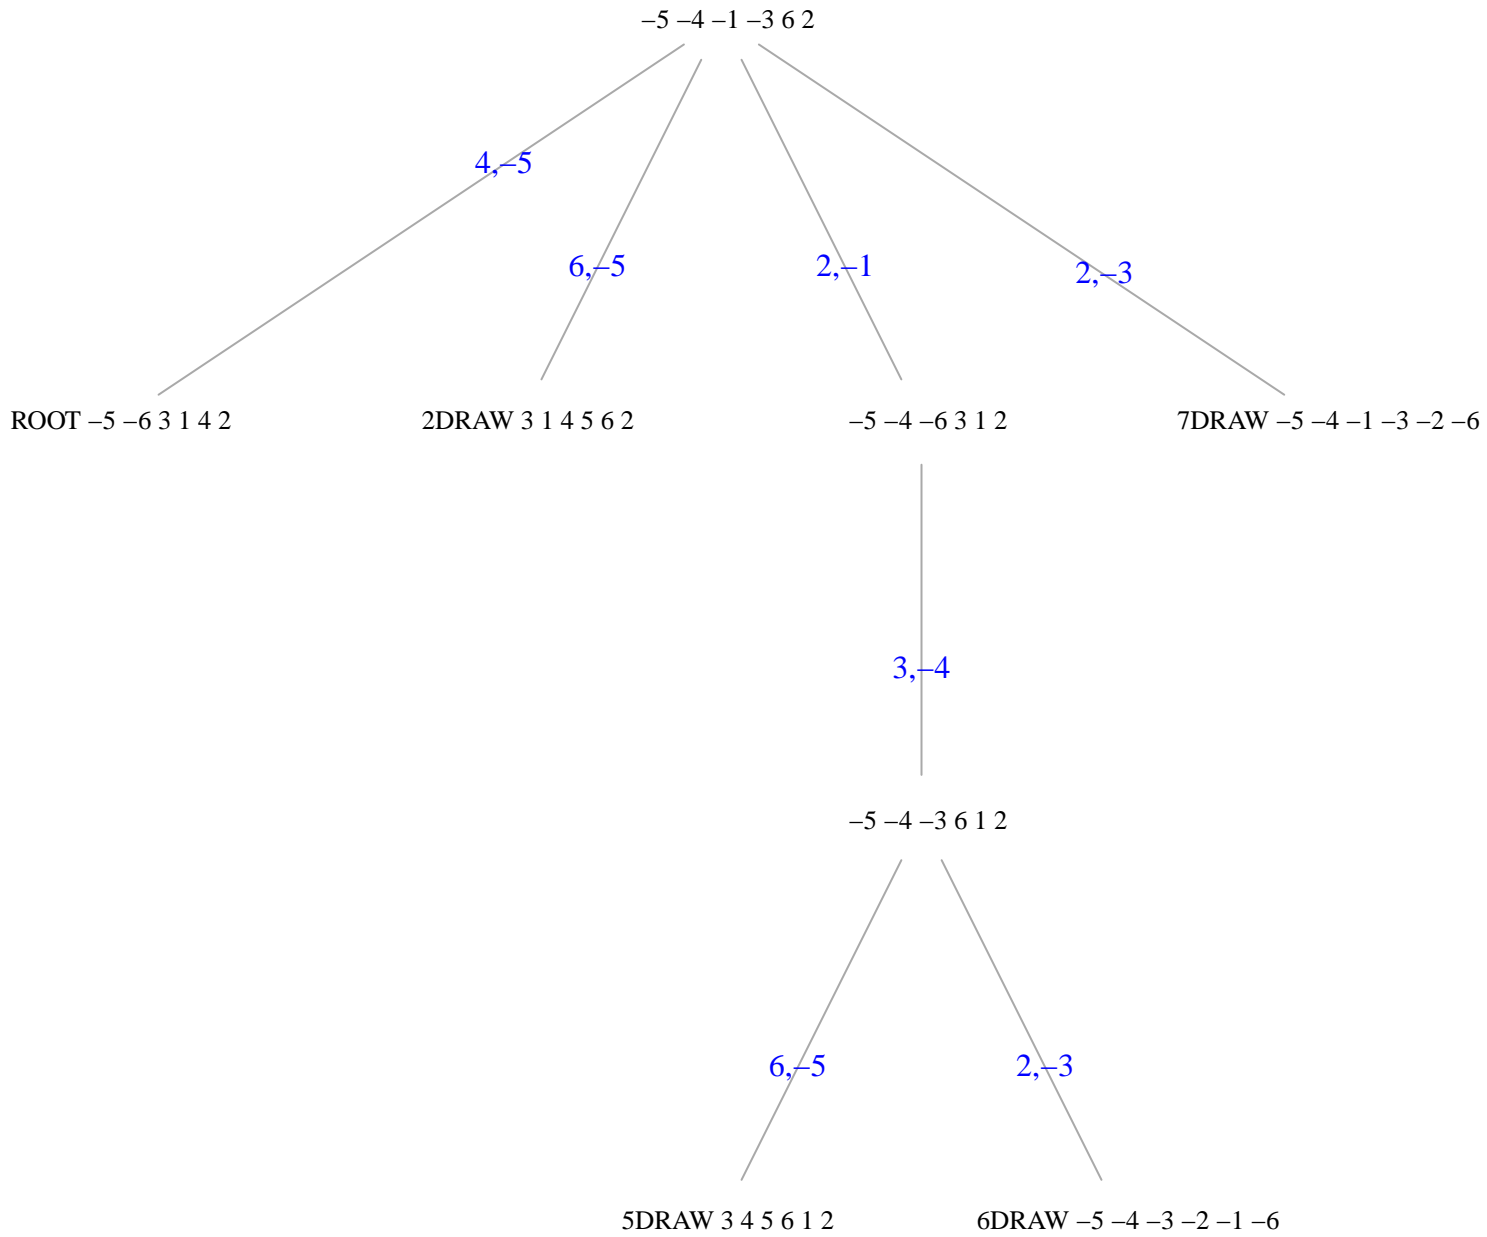 –5 –4 –1 –3 6 2
4,–5
6,–5
2,–1
2,–3
ROOT –5 –6 3 1 4 2
2DRAW 3 1 4 5 6 2
–5 –4 –6 3 1 2
7DRAW –5 –4 –1 –3 –2 –6
3,–4
–5 –4 –3 6 1 2
6,–5
2,–3
5DRAW 3 4 5 6 1 2
6DRAW –5 –4 –3 –2 –1 –6